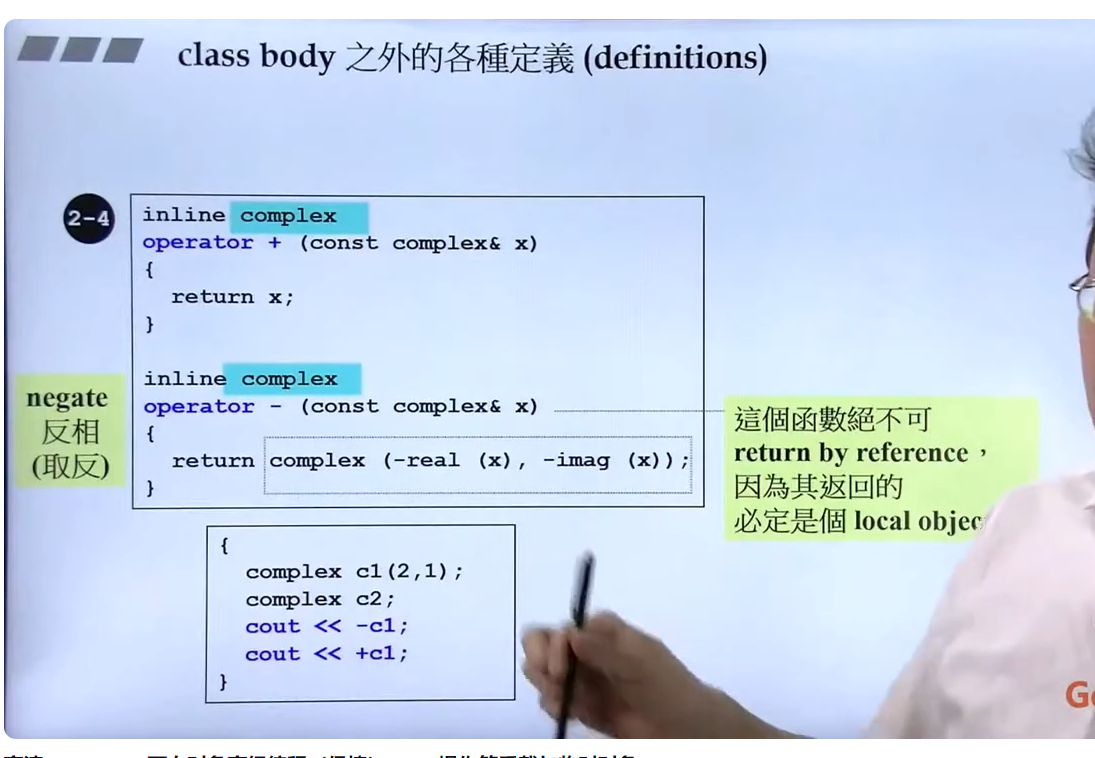 class body 之外的各種定義 (definitions)
2-4
inline complex
operator + (const complex& x)
{
return x;
}
inline complex
operator - (const complex& x)
{
return complex (-real (x), -imag (x));
}
negate
反相
(取反)
這個函數絕不可
return by reference，
因為其返回的
必定是個 local objec
{
complex c1(2,1);
complex c2;
cout << -c1;
cout << +c1;
}